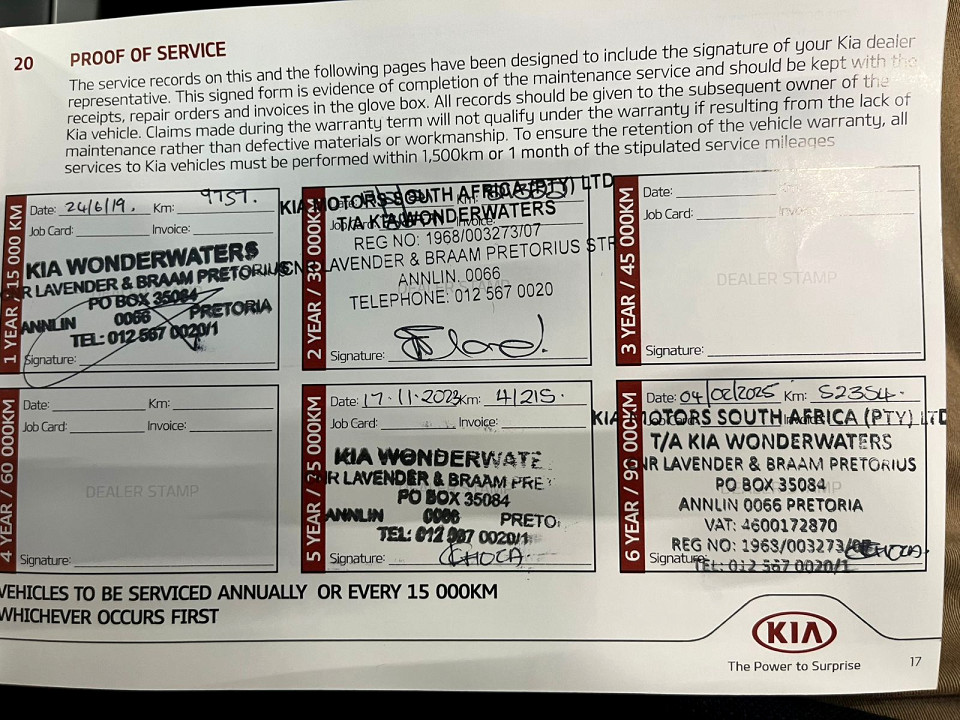 20 PROOF OF SERVICE
The service records on this and the following pages have been designed to include the signature of your Kia dealer
representative. This signed form is evidence of completion of the maintenance service and should be kept with the
receipts, repair orders and invoices in the glove box. All records should be given to the subsequent owner of the
Kia vehicle. Claims made during the warranty term will not qualify under the warranty if resulting from the lack of
maintenance rather than defective materials or workmanship. To ensure the retention of the vehicle warranty, all
services to Kia vehicles must be performed within 1,500km or 1 month of the stipulated service mileages
1 YEAR / 15 000 KM
Date: 24/6/19. Km: 9757.
Job Card: Invoice:
KIA WONDERWATERS
R LAVENDER & BRAAM PRETORIUS
PO BOX 35084
ANNLIN 0066 PRETORIA
TEL: 012 567 0020/1
Signature:
2 YEAR / 30 000KM
KIA MOTORS SOUTH AFRICA (PTY) LTD
T/A KIA WONDERWATERS
REG NO: 1968/003273/07
LAVENDER & BRAAM PRETORIUS STR
ANNLIN. 0066
TELEPHONE: 012 567 0020
Signature:
3 YEAR / 45 000KM
Date:
Job Card:
DEALER STAMP
Signature:
4 YEAR / 60 000KM
Date: Km:
Job Card: Invoice:
DEALER STAMP
Signature:
5 YEAR / 75 000KM
Date: 17.11.2023 Km: 41215.
Job Card: Invoice:
KIA WONDERWATE
R LAVENDER & BRAAM PRE
PO BOX 35084
ANNLIN 0066 PRETO
TEL: 012 567 0020/1
Signature: CHOCA.
6 YEAR / 90 000KM
Date: 04/02/2025 Km: 52354.
KIA MOTORS SOUTH AFRICA (PTY) LTD
T/A KIA WONDERWATERS
NR LAVENDER & BRAAM PRETORIUS
PO BOX 35084
ANNLIN 0066 PRETORIA
VAT: 4600172870
REG NO: 1968/003273/07
Signature: CHOCA.
TEL: 012 567 0020/1
VEHICLES TO BE SERVICED ANNUALLY OR EVERY 15 000KM
WHICHEVER OCCURS FIRST
KIA
The Power to Surprise
17